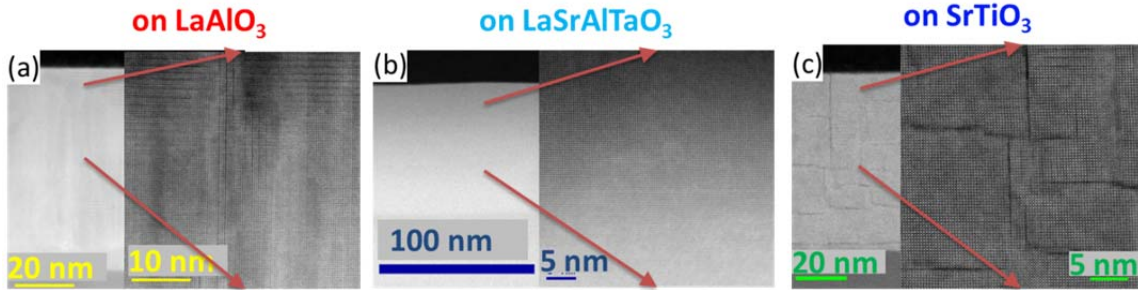 on LaAlO₃
on LaSrAlTaO₃
on SrTiO₃
(a)
20 nm
10 nm
(b)
100 nm
5 nm
(c)
20 nm
5 nm